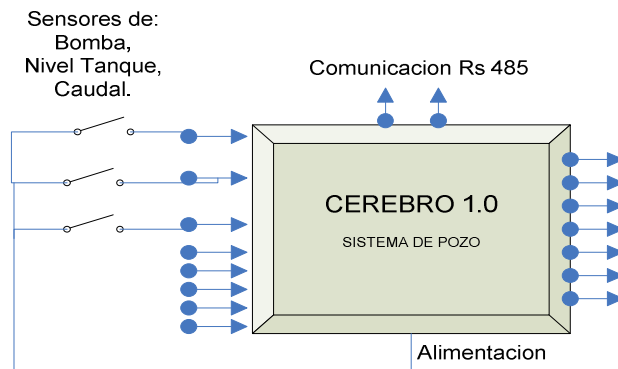 Sensores de:
Bomba,
Nivel Tanque,
Caudal.
Comunicacion Rs 485
CEREBRO 1.0
SISTEMA DE POZO
Alimentacion